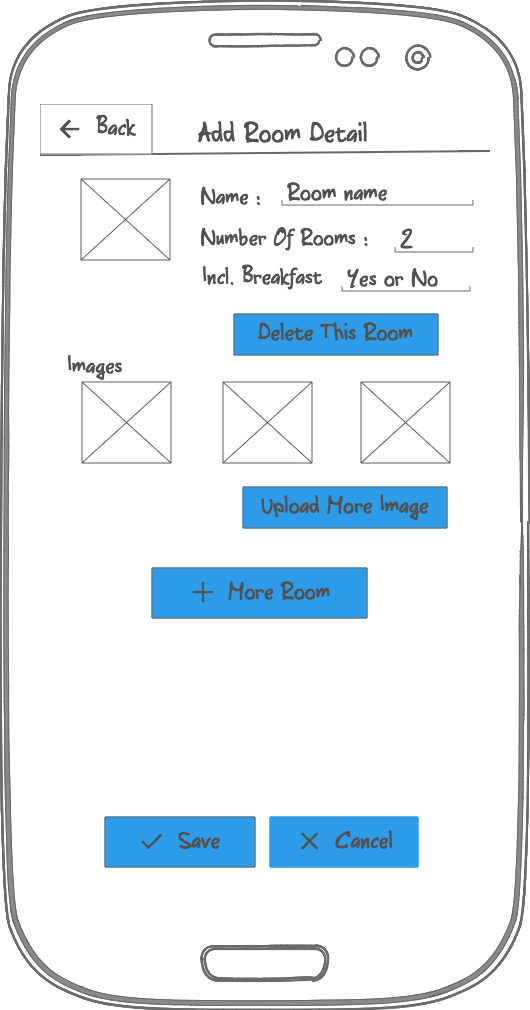 Back
Add Room Detail
Name : Room name
Number Of Rooms : 2
Incl. Breakfast Yes or No
Delete This Room
Images
Upload More Image
+ More Room
Save
Cancel